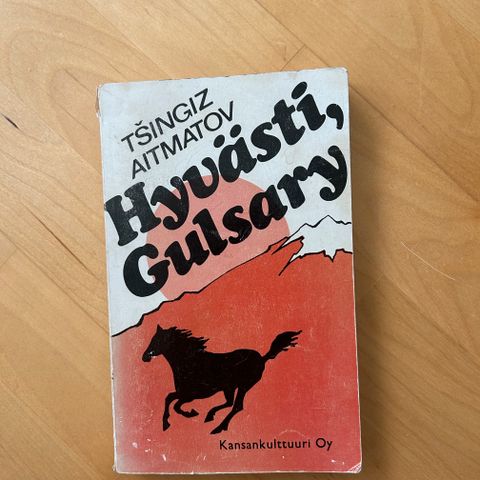 TŠINGIZ
AITMATOV
Hyvästi,
Gulsary
Kansankulttuuri Oy